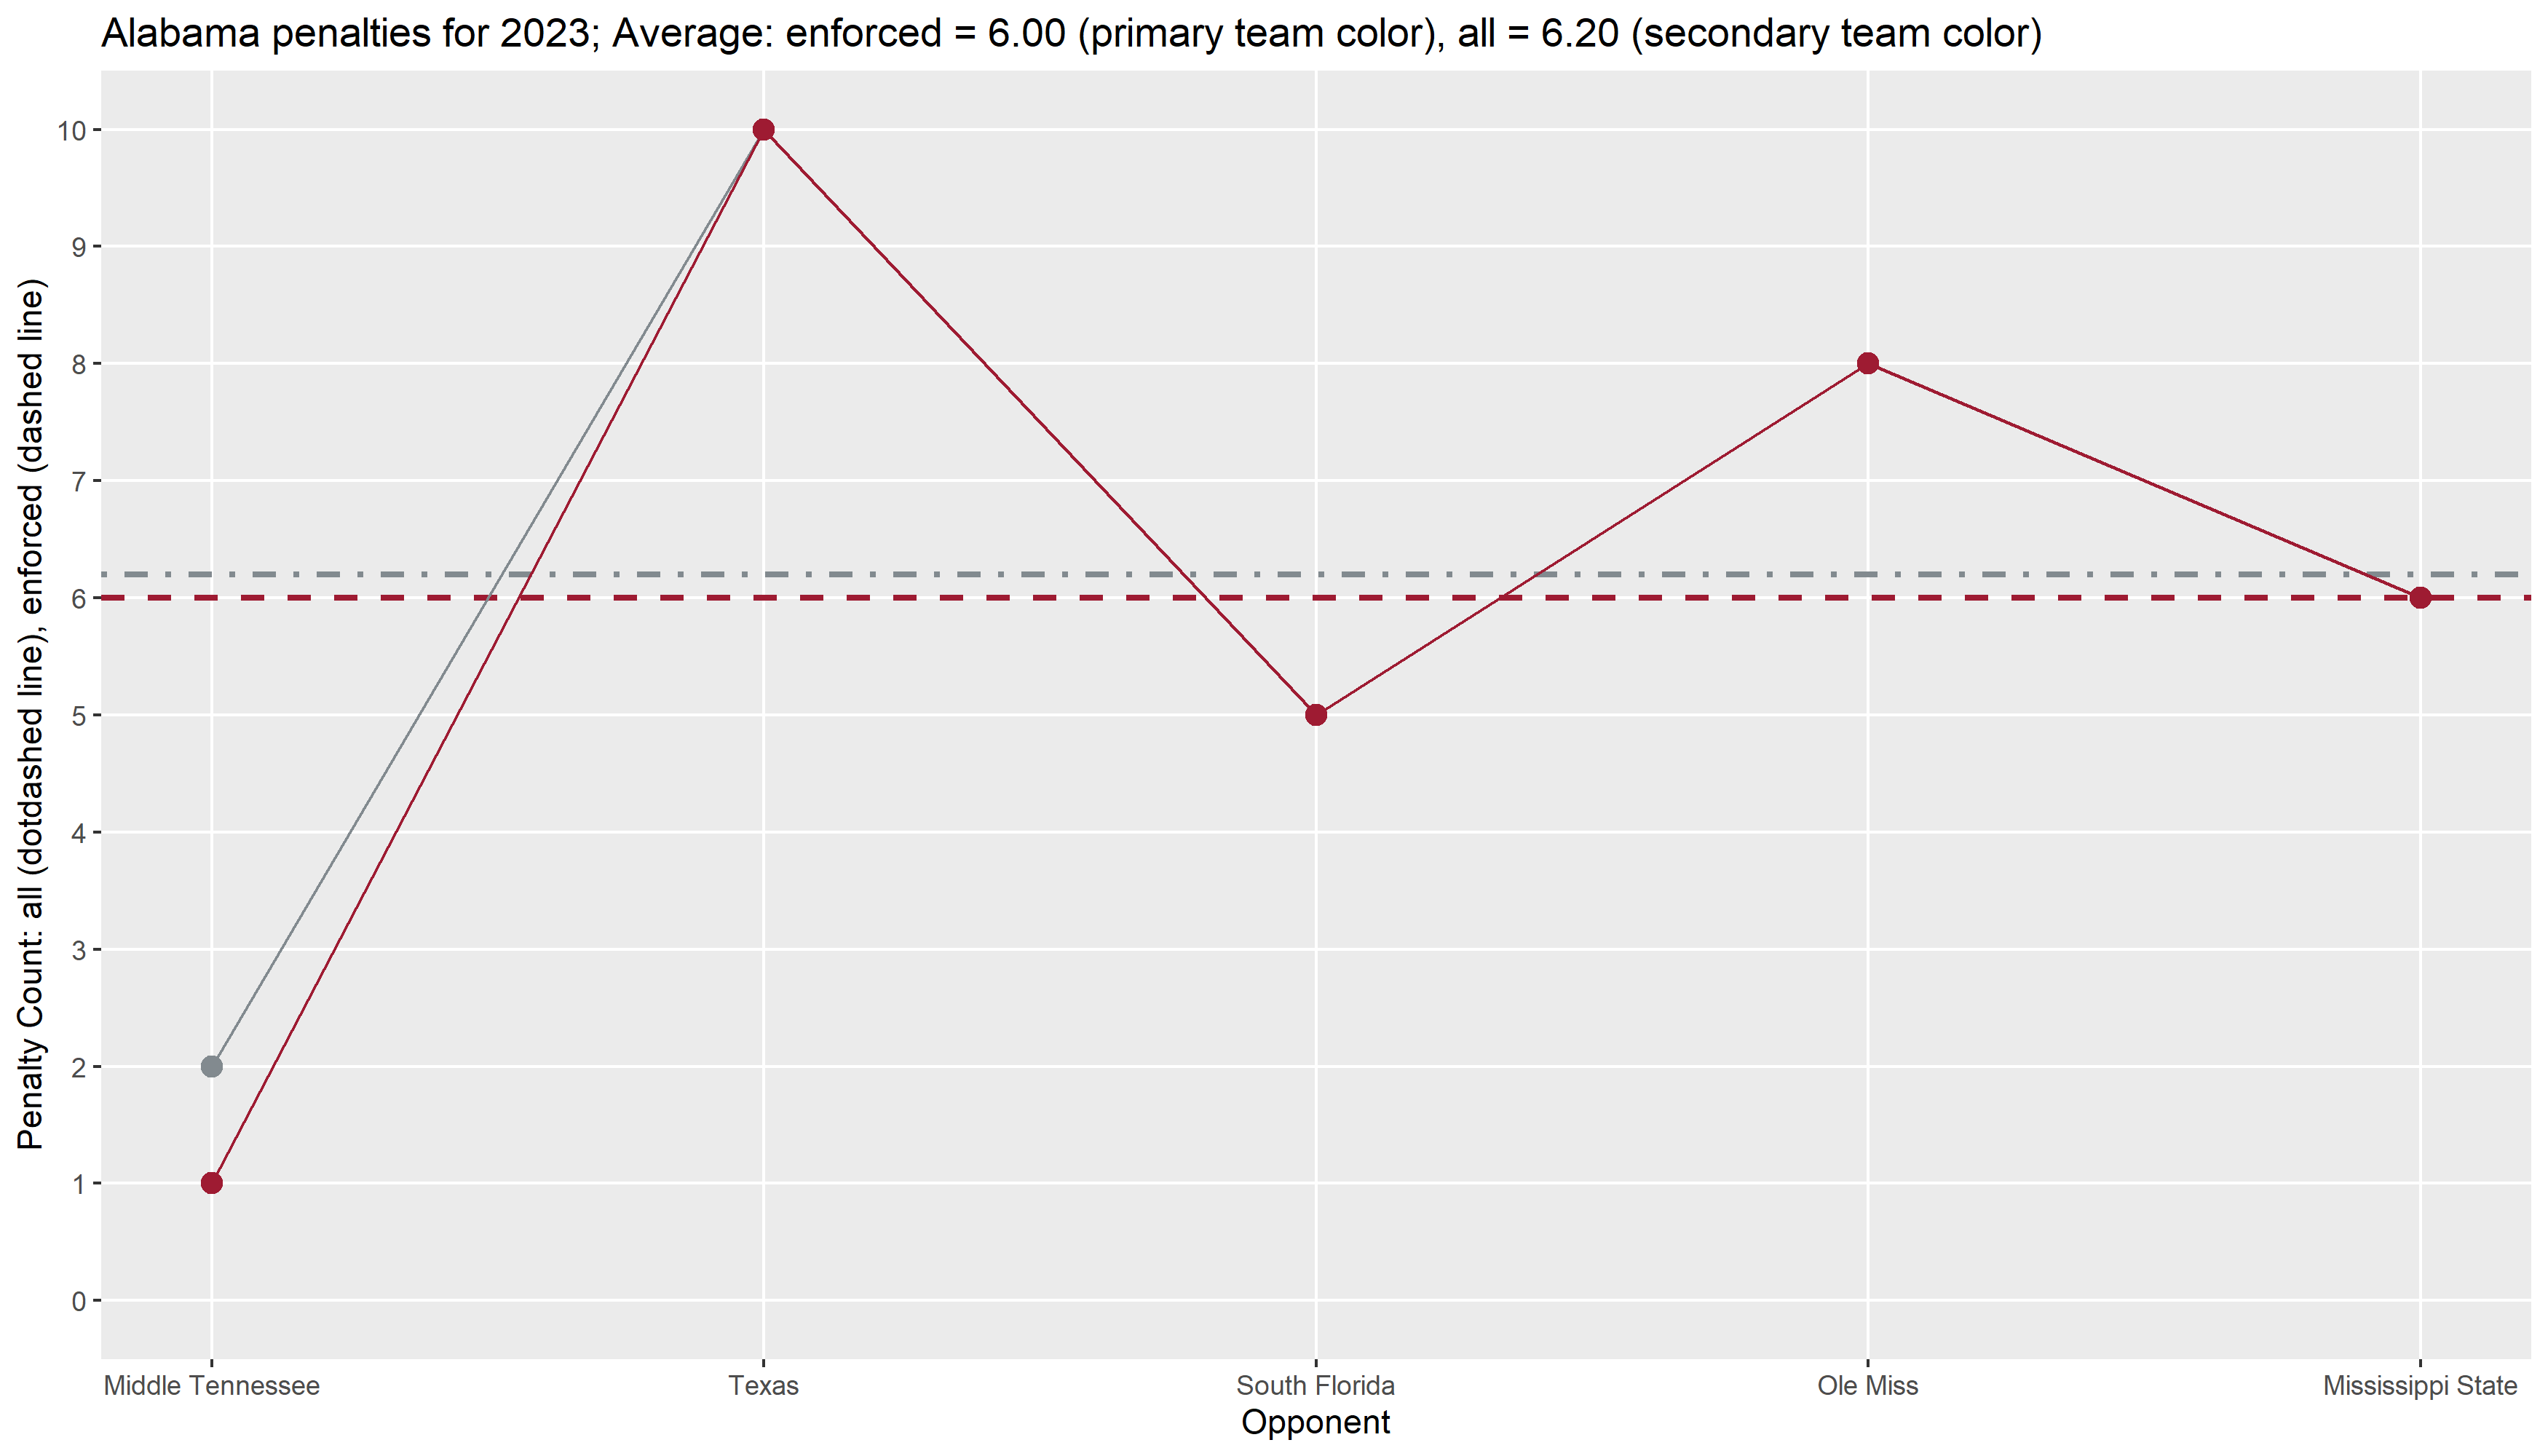 Alabama penalties for 2023; Average: enforced = 6.00 (primary team color), all = 6.20 (secondary team color)
Penalty Count: all (dotdashed line), enforced (dashed line)
10
9
8
7
6
5
4
3
2
1
0
Middle Tennessee
Texas
South Florida
Ole Miss
Mississippi State
Opponent